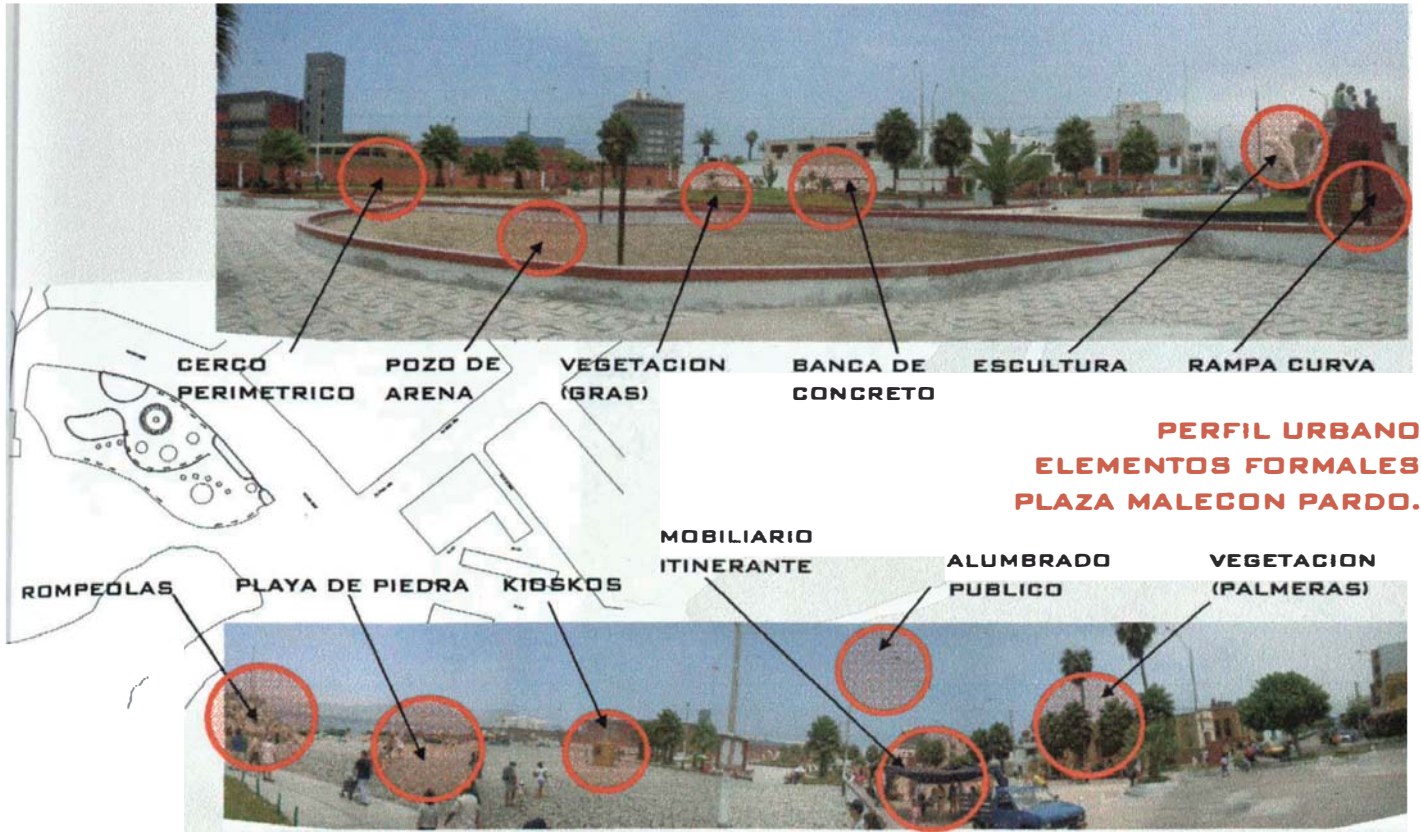 CERCO
PERIMETRICO
POZO DE
ARENA
VEGETACION
(GRAS)
BANCA DE
CONCRETO
ESCULTURA
RAMPA CURVA
PERFIL URBANO
ELEMENTOS FORMALES
PLAZA MALECON PARDO.
ROMPEOLAS
PLAYA DE PIEDRA
KIOSKOS
MOBILIARIO
ITINERANTE
ALUMBRADO
PUBLICO
VEGETACION
(PALMERAS)